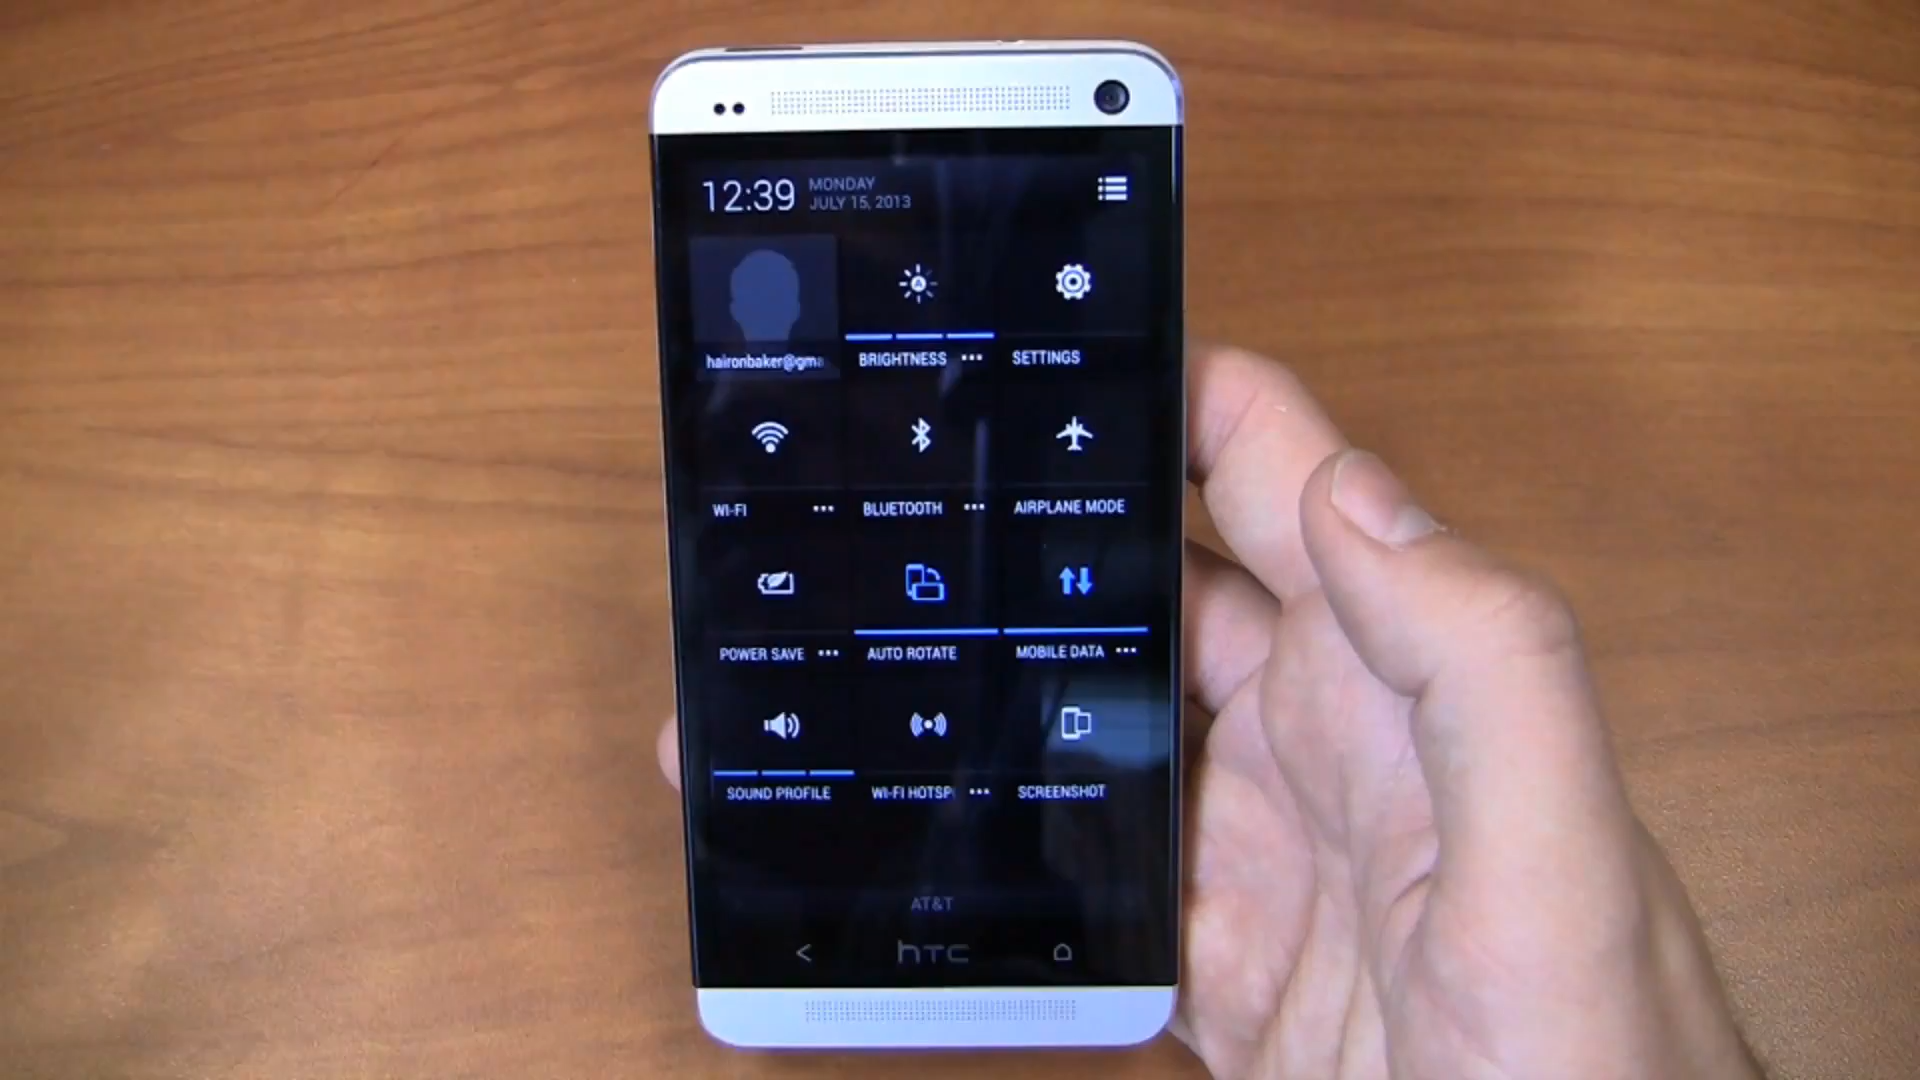 12:39
MONDAY
JULY 15, 2013
haironbaker@gma
BRIGHTNESS
SETTINGS
WI-FI
BLUETOOTH
AIRPLANE MODE
POWER SAVE
AUTO ROTATE
MOBILE DATA
SOUND PROFILE
WI-FI HOTSP
SCREENSHOT
AT&T
hTC